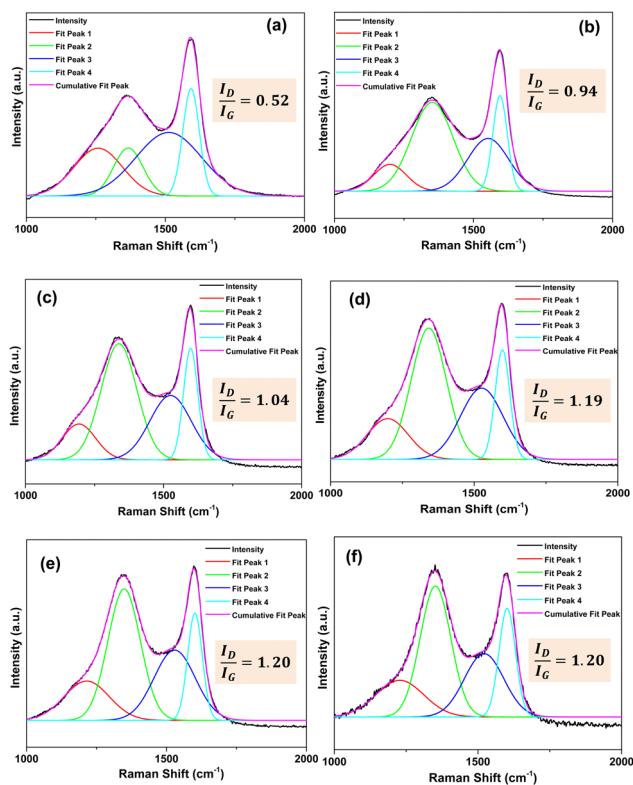 (a)
Intensity
Fit Peak 1
Fit Peak 2
Fit Peak 3
Fit Peak 4
Cumulative Fit Peak
I_D/I_G = 0.52
Intensity (a.u.)
1000 1500 2000
Raman Shift (cm⁻¹)
(b)
Intensity
Fit Peak 1
Fit Peak 2
Fit Peak 3
Fit Peak 4
Cumulative Fit Peak
I_D/I_G = 0.94
Intensity (a.u.)
1000 1250 1500 1750 2000
Raman Shift (cm⁻¹)
(c)
Intensity
Fit Peak 1
Fit Peak 2
Fit Peak 3
Fit Peak 4
Cumulative Fit Peak
I_D/I_G = 1.04
Intensity (a.u.)
1000 1500 2000
Raman Shift (cm⁻¹)
(d)
Intensity
Fit Peak 1
Fit Peak 2
Fit Peak 3
Fit Peak 4
Cumulative Fit Peak
I_D/I_G = 1.19
Intensity (a.u.)
1000 1500 2000
Raman Shift (cm⁻¹)
(e)
Intensity
Fit Peak 1
Fit Peak 2
Fit Peak 3
Fit Peak 4
Cumulative Fit Peak
I_D/I_G = 1.20
Intensity (a.u.)
1000 1250 1500 1750 2000
Raman Shift (cm⁻¹)
(f)
Intensity
Fit Peak 1
Fit Peak 2
Fit Peak 3
Fit Peak 4
Cumulative Fit Peak
I_D/I_G = 1.20
Intensity (a.u.)
1000 1500 2000
Raman Shift (cm⁻¹)